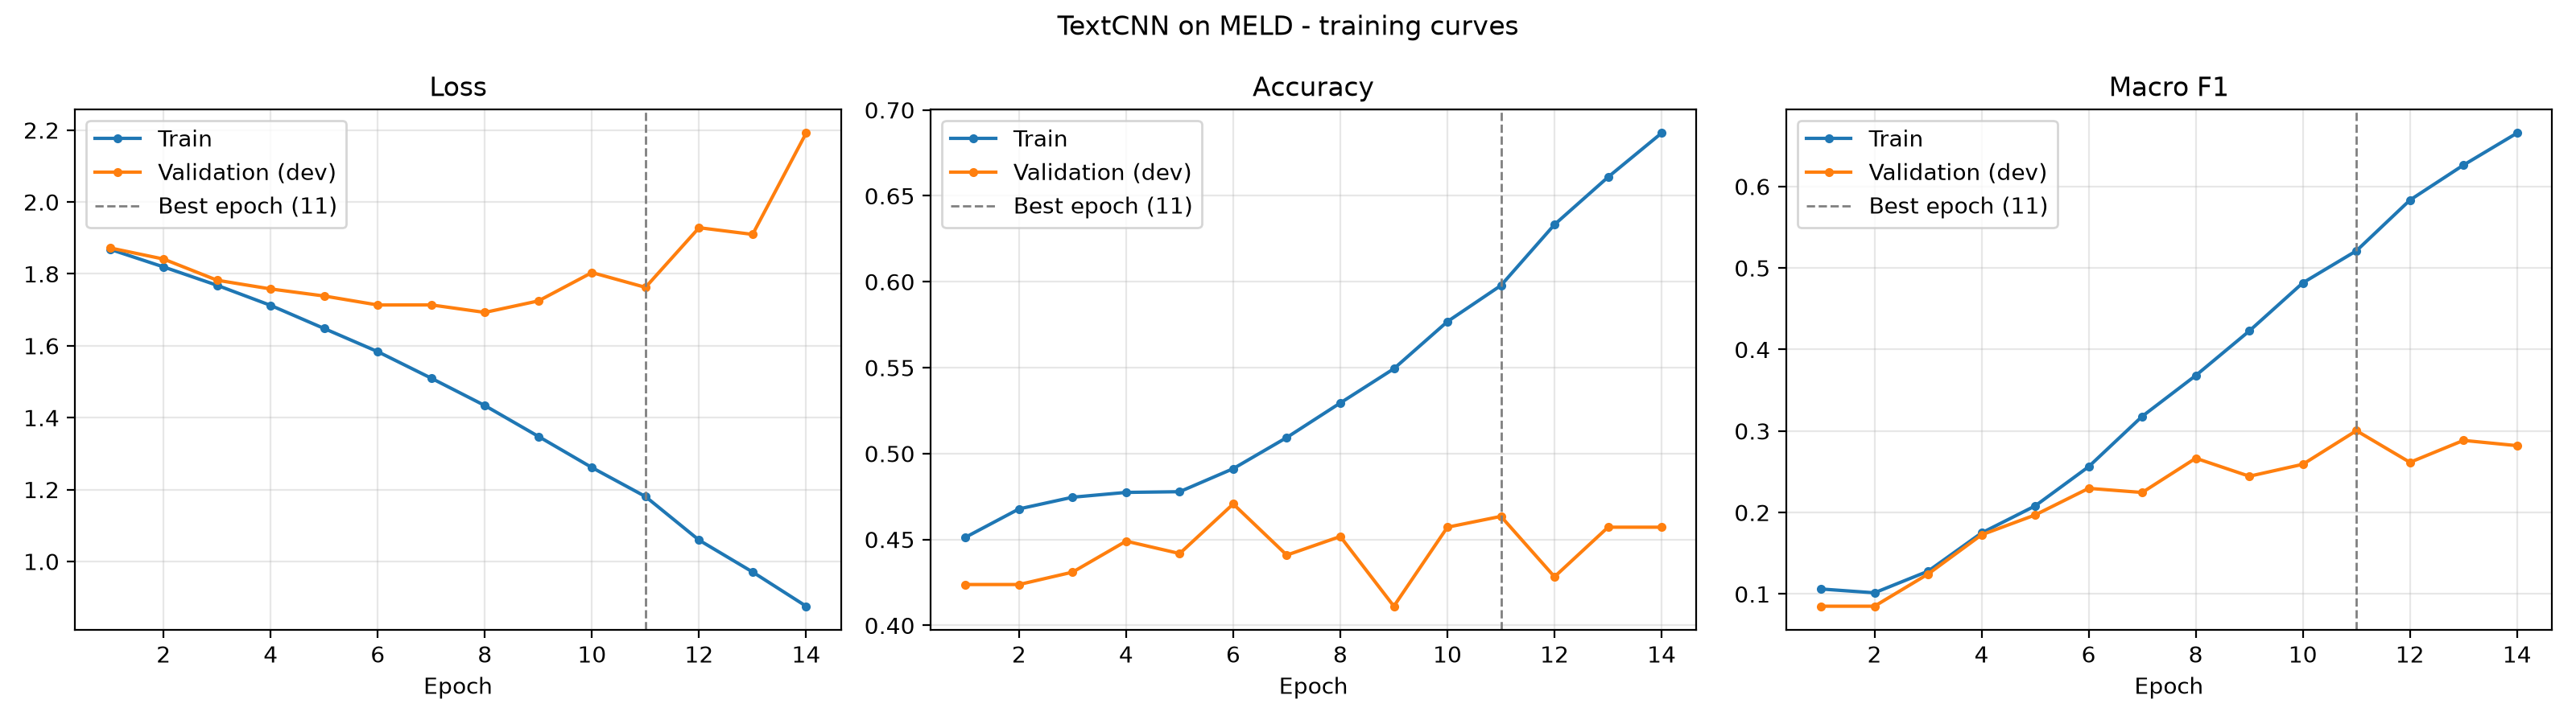 TextCNN on MELD - training curves
Loss
2.2
2.0
1.8
1.6
1.4
1.2
1.0
Train
Validation (dev)
Best epoch (11)
2 4 6 8 10 12 14
Epoch
Accuracy
0.70
0.65
0.60
0.55
0.50
0.45
0.40
Train
Validation (dev)
Best epoch (11)
2 4 6 8 10 12 14
Epoch
Macro F1
0.6
0.5
0.4
0.3
0.2
0.1
Train
Validation (dev)
Best epoch (11)
2 4 6 8 10 12 14
Epoch